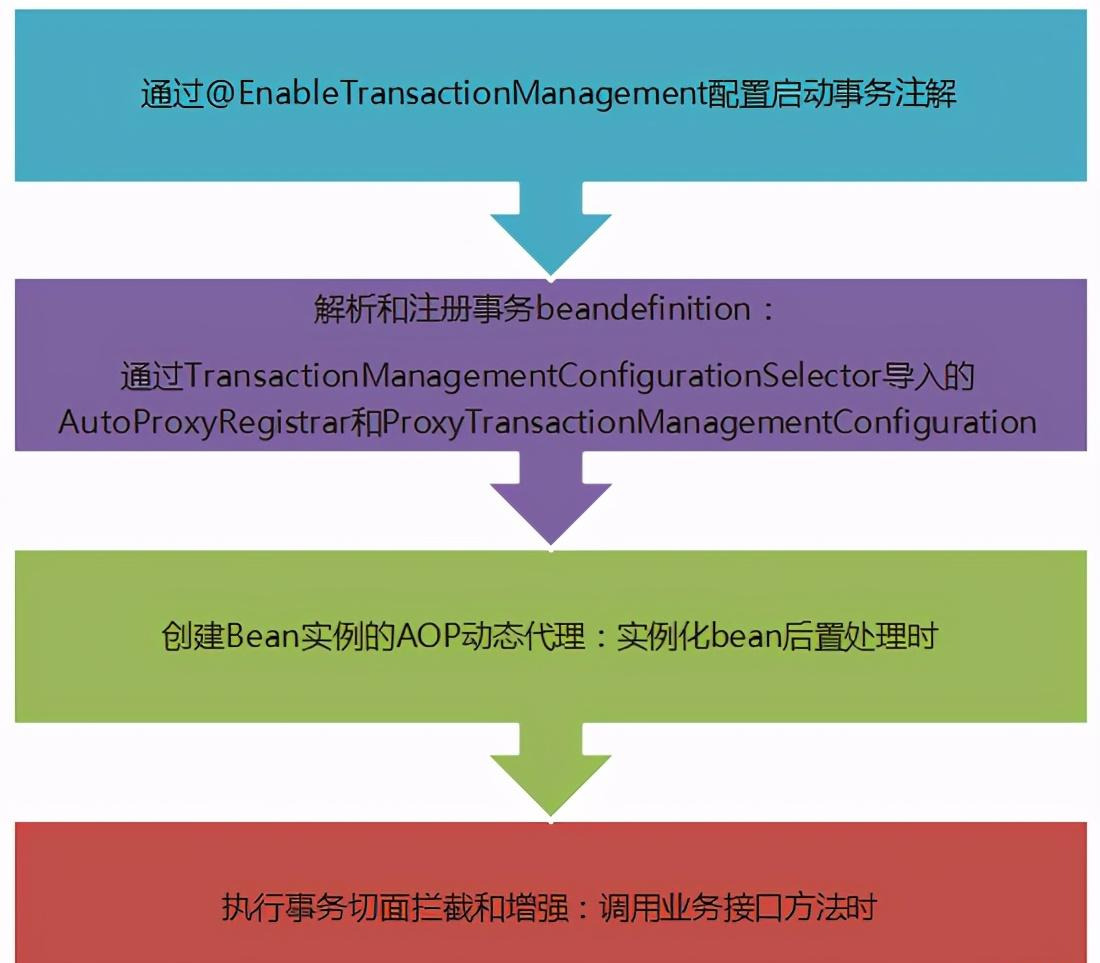 通过@EnableTransactionManagement配置启动事务注解
解析和注册事务beandefinition：
通过TransactionManagementConfigurationSelector导入的
AutoProxyRegistrar和ProxyTransactionManagementConfiguration
创建Bean实例的AOP动态代理：实例化bean后置处理时
执行事务切面拦截和增强：调用业务接口方法时